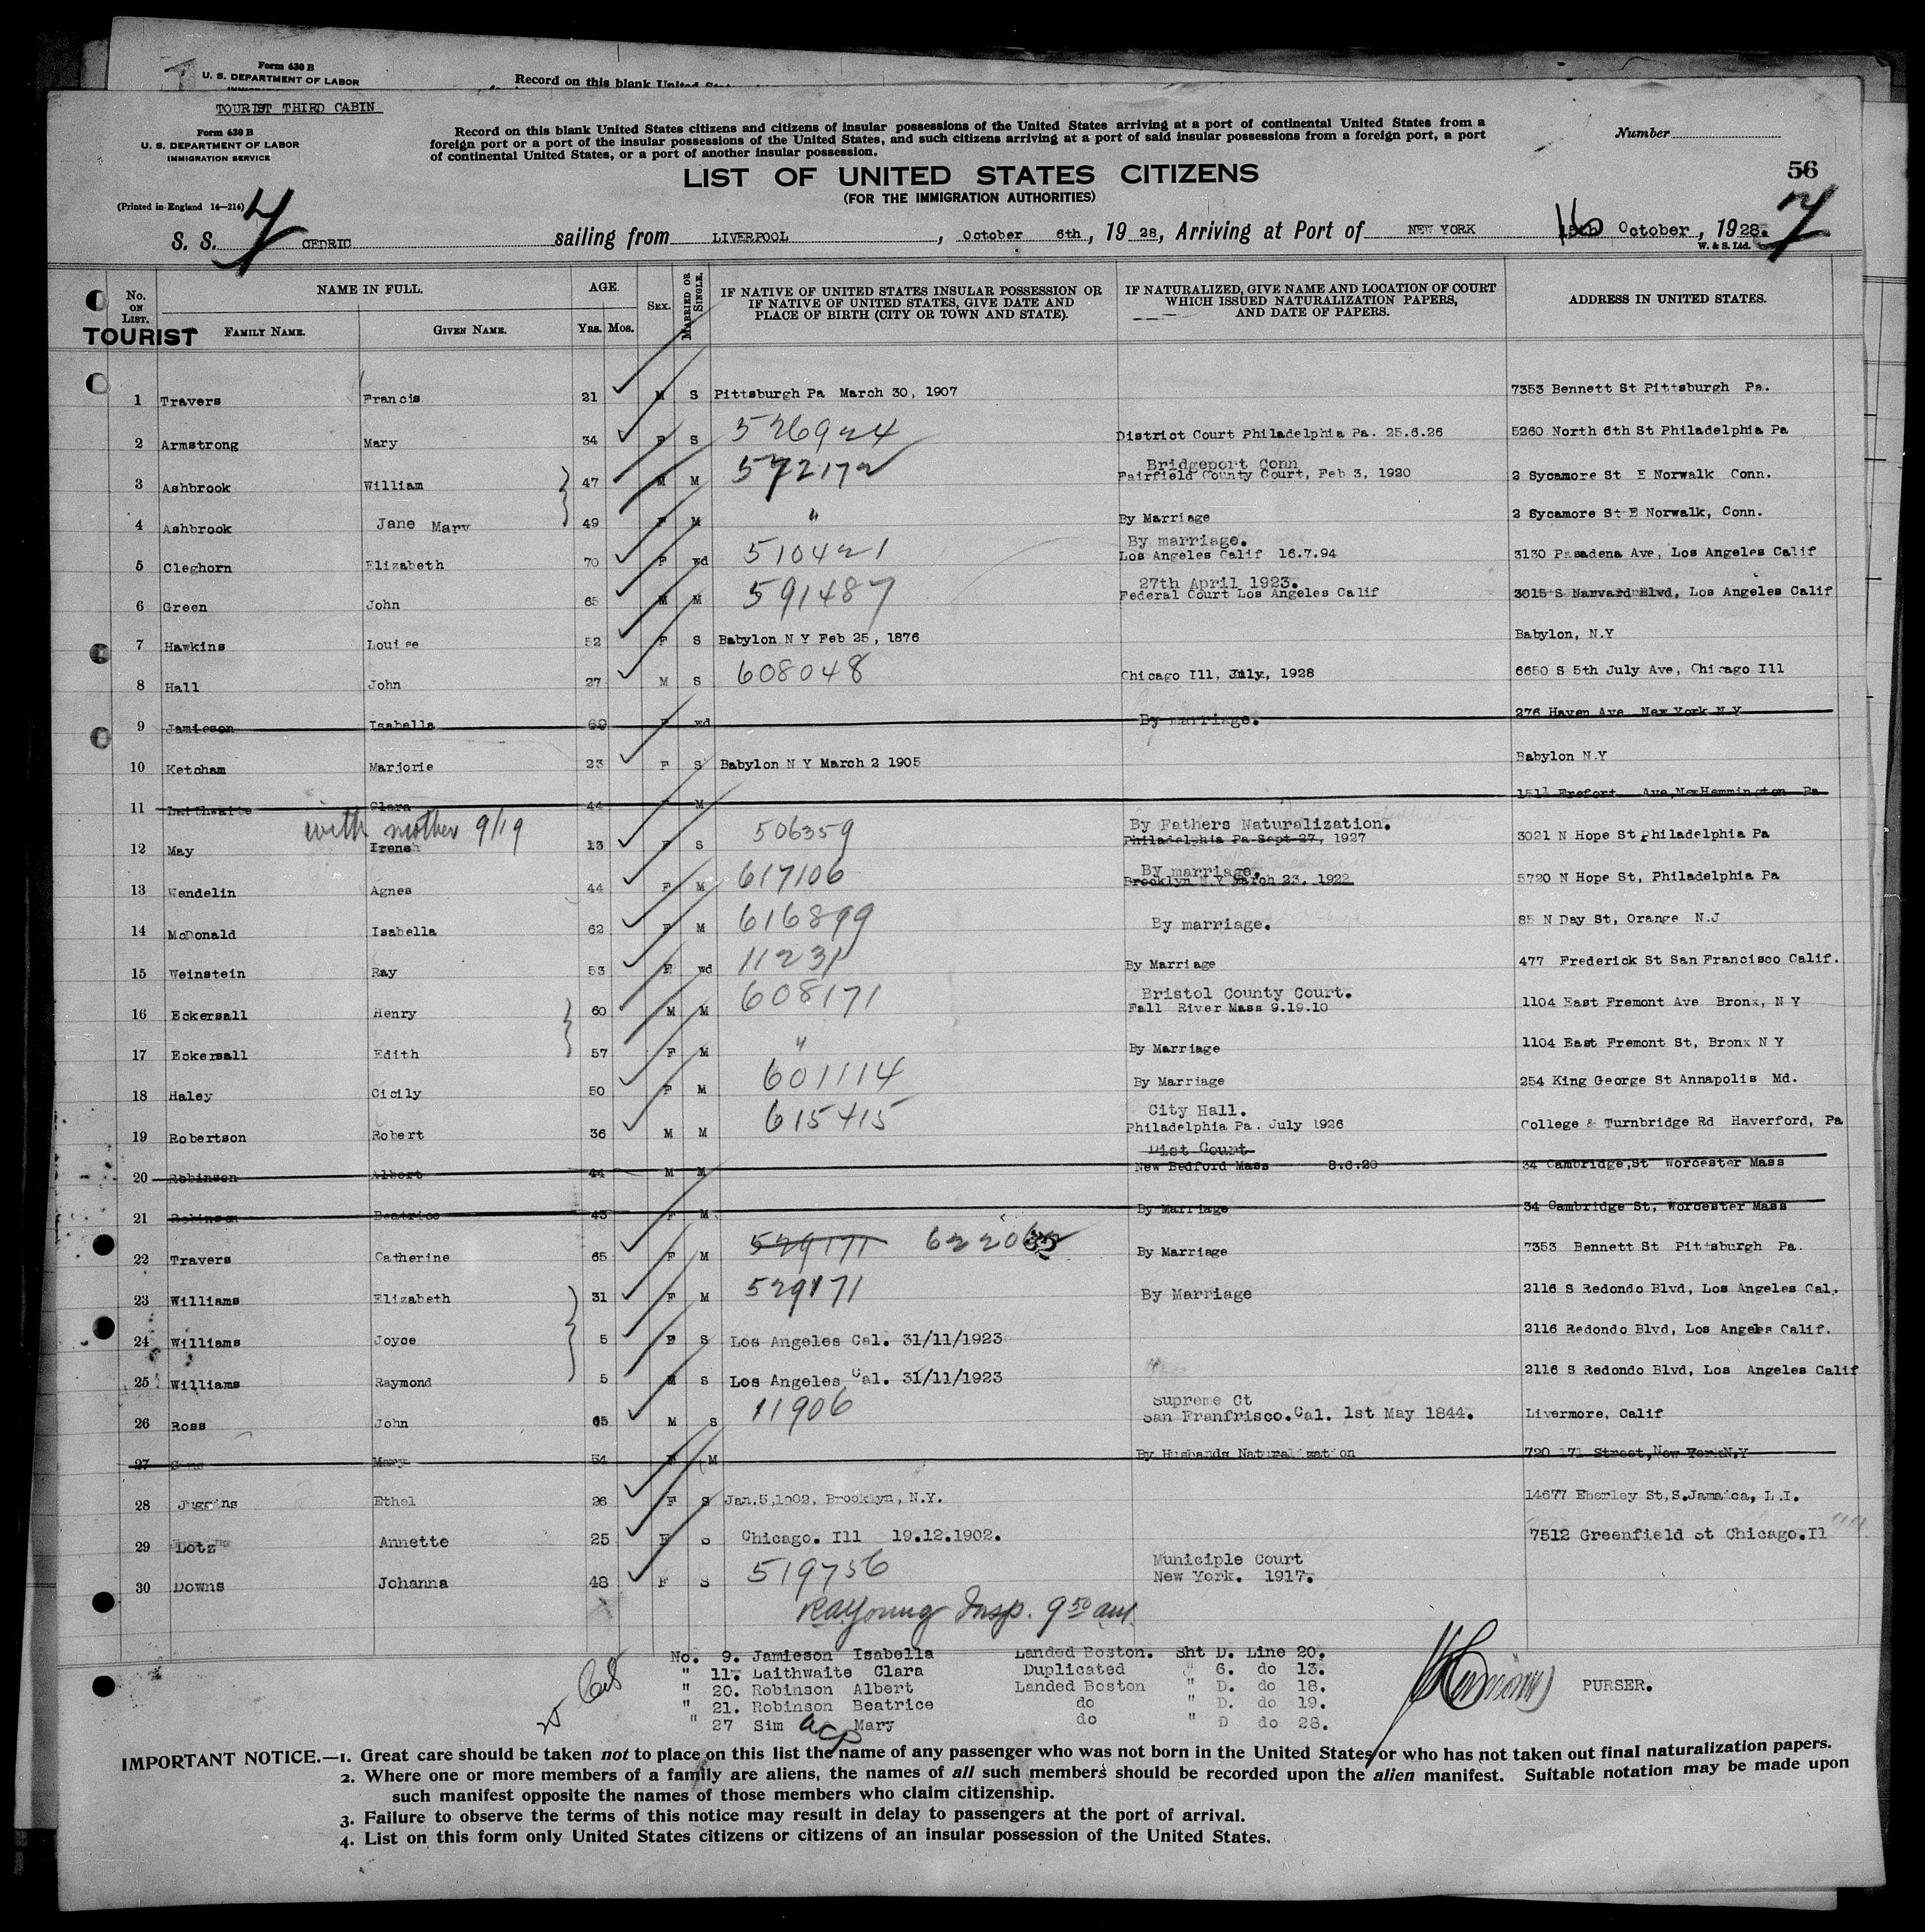 Form 630 B
U. S. DEPARTMENT OF LABOR
Record on this blank United
TOURIST THIRD CABIN
Form 630 B
U. S. DEPARTMENT OF LABOR
IMMIGRATION SERVICE
Record on this blank United States citizens and citizens of insular possessions of the United States arriving at a port of continental United States from a
foreign port or a port of the insular possessions of the United States, and such citizens arriving at a port of said insular possessions from a foreign port, a port
of continental United States, or a port of another insular possession.
Number
56
LIST OF UNITED STATES CITIZENS
(FOR THE IMMIGRATION AUTHORITIES)
(Printed in England 14—214)
S. S. CEDRIC sailing from LIVERPOOL, October 6th, 1928, Arriving at Port of NEW YORK 16 October, 1928. 7
W. & S. Ltd.
No. ON LIST. NAME IN FULL. FAMILY NAME. GIVEN NAME. AGE. Yrs. Mos. SEX. MARRIED OR SINGLE. IF NATIVE OF UNITED STATES INSULAR POSSESSION OR IF NATIVE OF UNITED STATES, GIVE DATE AND PLACE OF BIRTH (CITY OR TOWN AND STATE). IF NATURALIZED, GIVE NAME AND LOCATION OF COURT WHICH ISSUED NATURALIZATION PAPERS, AND DATE OF PAPERS. ADDRESS IN UNITED STATES.
TOURIST
1 Travers Francis 21 M S Pittsburgh Pa March 30, 1907 7353 Bennett St Pittsburgh Pa.
2 Armstrong Mary 34 F S 526924 District Court Philadelphia Pa. 25.6.26 5260 North 6th St Philadelphia Pa
Bridgeport Conn
3 Ashbrook William 47 M M 572172 Fairfield County Court, Feb 3, 1920 2 Sycamore St E Norwalk Conn.
4 Ashbrook Jane Mary 49 F M " By Marriage 2 Sycamore St E Norwalk, Conn.
By marriage.
5 Cleghorn Elizabeth 70 F wd 510421 Los Angeles Calif 16.7.94 3130 Pasadena Ave, Los Angeles Calif
27th April 1923.
6 Green John 65 M M 591487 Federal Court Los Angeles Calif 3015 S Narvard Blvd, Los Angeles Calif
7 Hawkins Louise 52 F S Babylon N Y Feb 25, 1876 Babylon, N.Y
8 Hall John 27 M S 608048 Chicago Ill, July, 1928 6650 S 5th July Ave, Chicago Ill
9 Jamieson Isabella 69 F wd By marriage. 276 Haven Ave New York N Y
10 Ketcham Marjorie 23 F S Babylon N Y March 2 1905 Babylon N.Y
11 Laithwaite Clara 44 F M 1511 Ave, Pa
with mother 9/19
By Fathers Naturalization.
12 May Irene 13 F S 506359 Philadelphia Pa Sept 27, 1927 3021 N Hope St Philadelphia Pa
By marriage.
13 Wendelin Agnes 44 F M 617106 Brooklyn N.Y March 23. 1922 5720 N Hope St, Philadelphia Pa
14 McDonald Isabella 62 F M 616899 By marriage. 85 N Day St, Orange N.J
15 Weinstein Ray 53 F wd 11231 By Marriage 477 Frederick St San Francisco Calif.
Bristol County Court.
16 Eckersall Henry 60 M M 608171 Fall River Mass 9.19.10 1104 East Fremont Ave Bronx, N Y
17 Eckersall Edith 57 F M " By Marriage 1104 East Fremont St, Bronx N Y
18 Haley Cicily 50 F M 601114 By Marriage 254 King George St Annapolis Md.
City Hall.
19 Robertson Robert 36 M M 615415 Philadelphia Pa. July 1926 College & Turnbridge Rd Haverford, Pa
Dist Court
20 Robinson Albert 44 M M New Bedford Mass 8.6.20 34 Cambridge, St Worcester Mass
21 Robinson Beatrice 43 F M By Marriage 34 Cambridge St, Worcester Mass
22 Travers Catherine 65 F M 529171 By Marriage 7353 Bennett St Pittsburgh Pa.
23 Williams Elizabeth 31 F M 529171 By Marriage 2116 S Redondo Blvd, Los Angeles Cal.
24 Williams Joyce 5 F S Los Angeles Cal. 31/11/1923 2116 Redondo Blvd, Los Angeles Calif.
25 Williams Raymond 5 M S Los Angeles Cal. 31/11/1923 2116 S Redondo Blvd, Los Angeles Calif
Supreme Ct
26 Ross John 65 M S 11906 San Franfrisco. Cal. 1st May 1844. Livermore, Calif
27 Sims Mary 54 F M By Husbands Naturalization 720 171 Street, New York N,Y
28 Juggins Ethel 26 F S Jan.5,1902, Brooklyn, N.Y. 14677 Eberley St, S.Jamaica, L.I.
29 Lotz Annette 25 F S Chicago. Ill 19.12.1902. 7512 Greenfield St Chicago.Il
Municiple Court
30 Downs Johanna 48 F S 519756 New York. 1917.
RaYoung Insp. 9 50 am
No. 9. Jamieson Isabella Landed Boston. Sht D. Line 20.
" 11. Laithwaite Clara Duplicated " 6. do 13.
" 20. Robinson Albert Landed Boston " D. do 18.
" 21. Robinson Beatrice do " D. do 19.
" 27 Sim Mary do " D do 28.
PURSER.
IMPORTANT NOTICE.—1. Great care should be taken not to place on this list the name of any passenger who was not born in the United States or who has not taken out final naturalization papers.
2. Where one or more members of a family are aliens, the names of all such members should be recorded upon the alien manifest. Suitable notation may be made upon
such manifest opposite the names of those members who claim citizenship.
3. Failure to observe the terms of this notice may result in delay to passengers at the port of arrival.
4. List on this form only United States citizens or citizens of an insular possession of the United States.